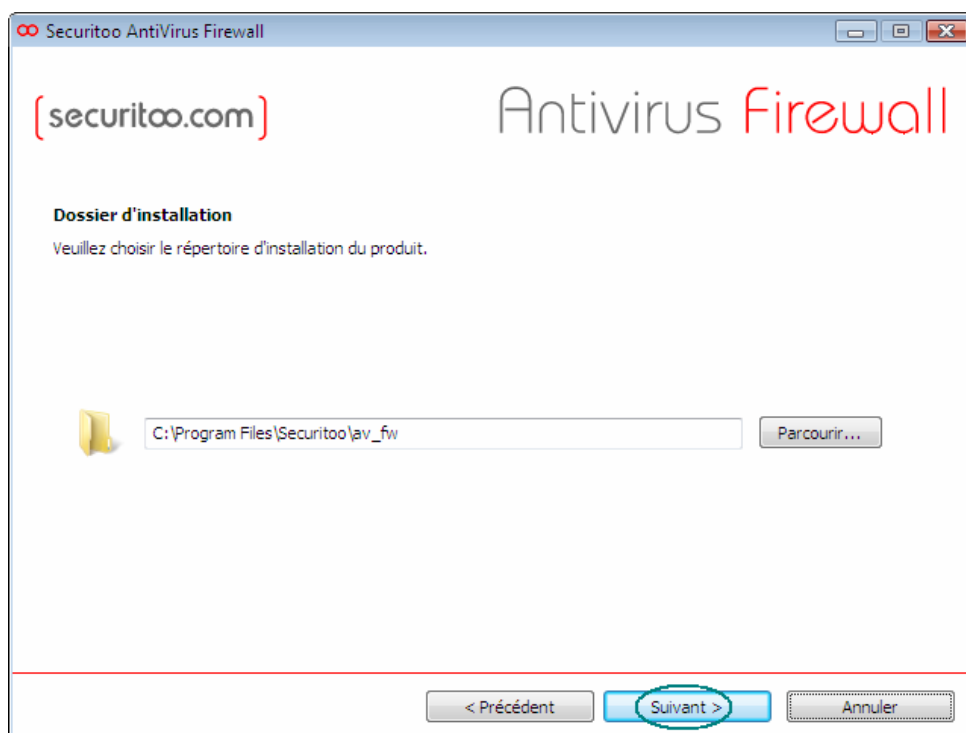 Securitoo AntiVirus Firewall
[securitoo.com]
Antivirus Firewall
Dossier d'installation
Veuillez choisir le répertoire d'installation du produit.
C:\Program Files\Securitoo\av_fw
Parcourir...
< Précédent
Suivant >
Annuler